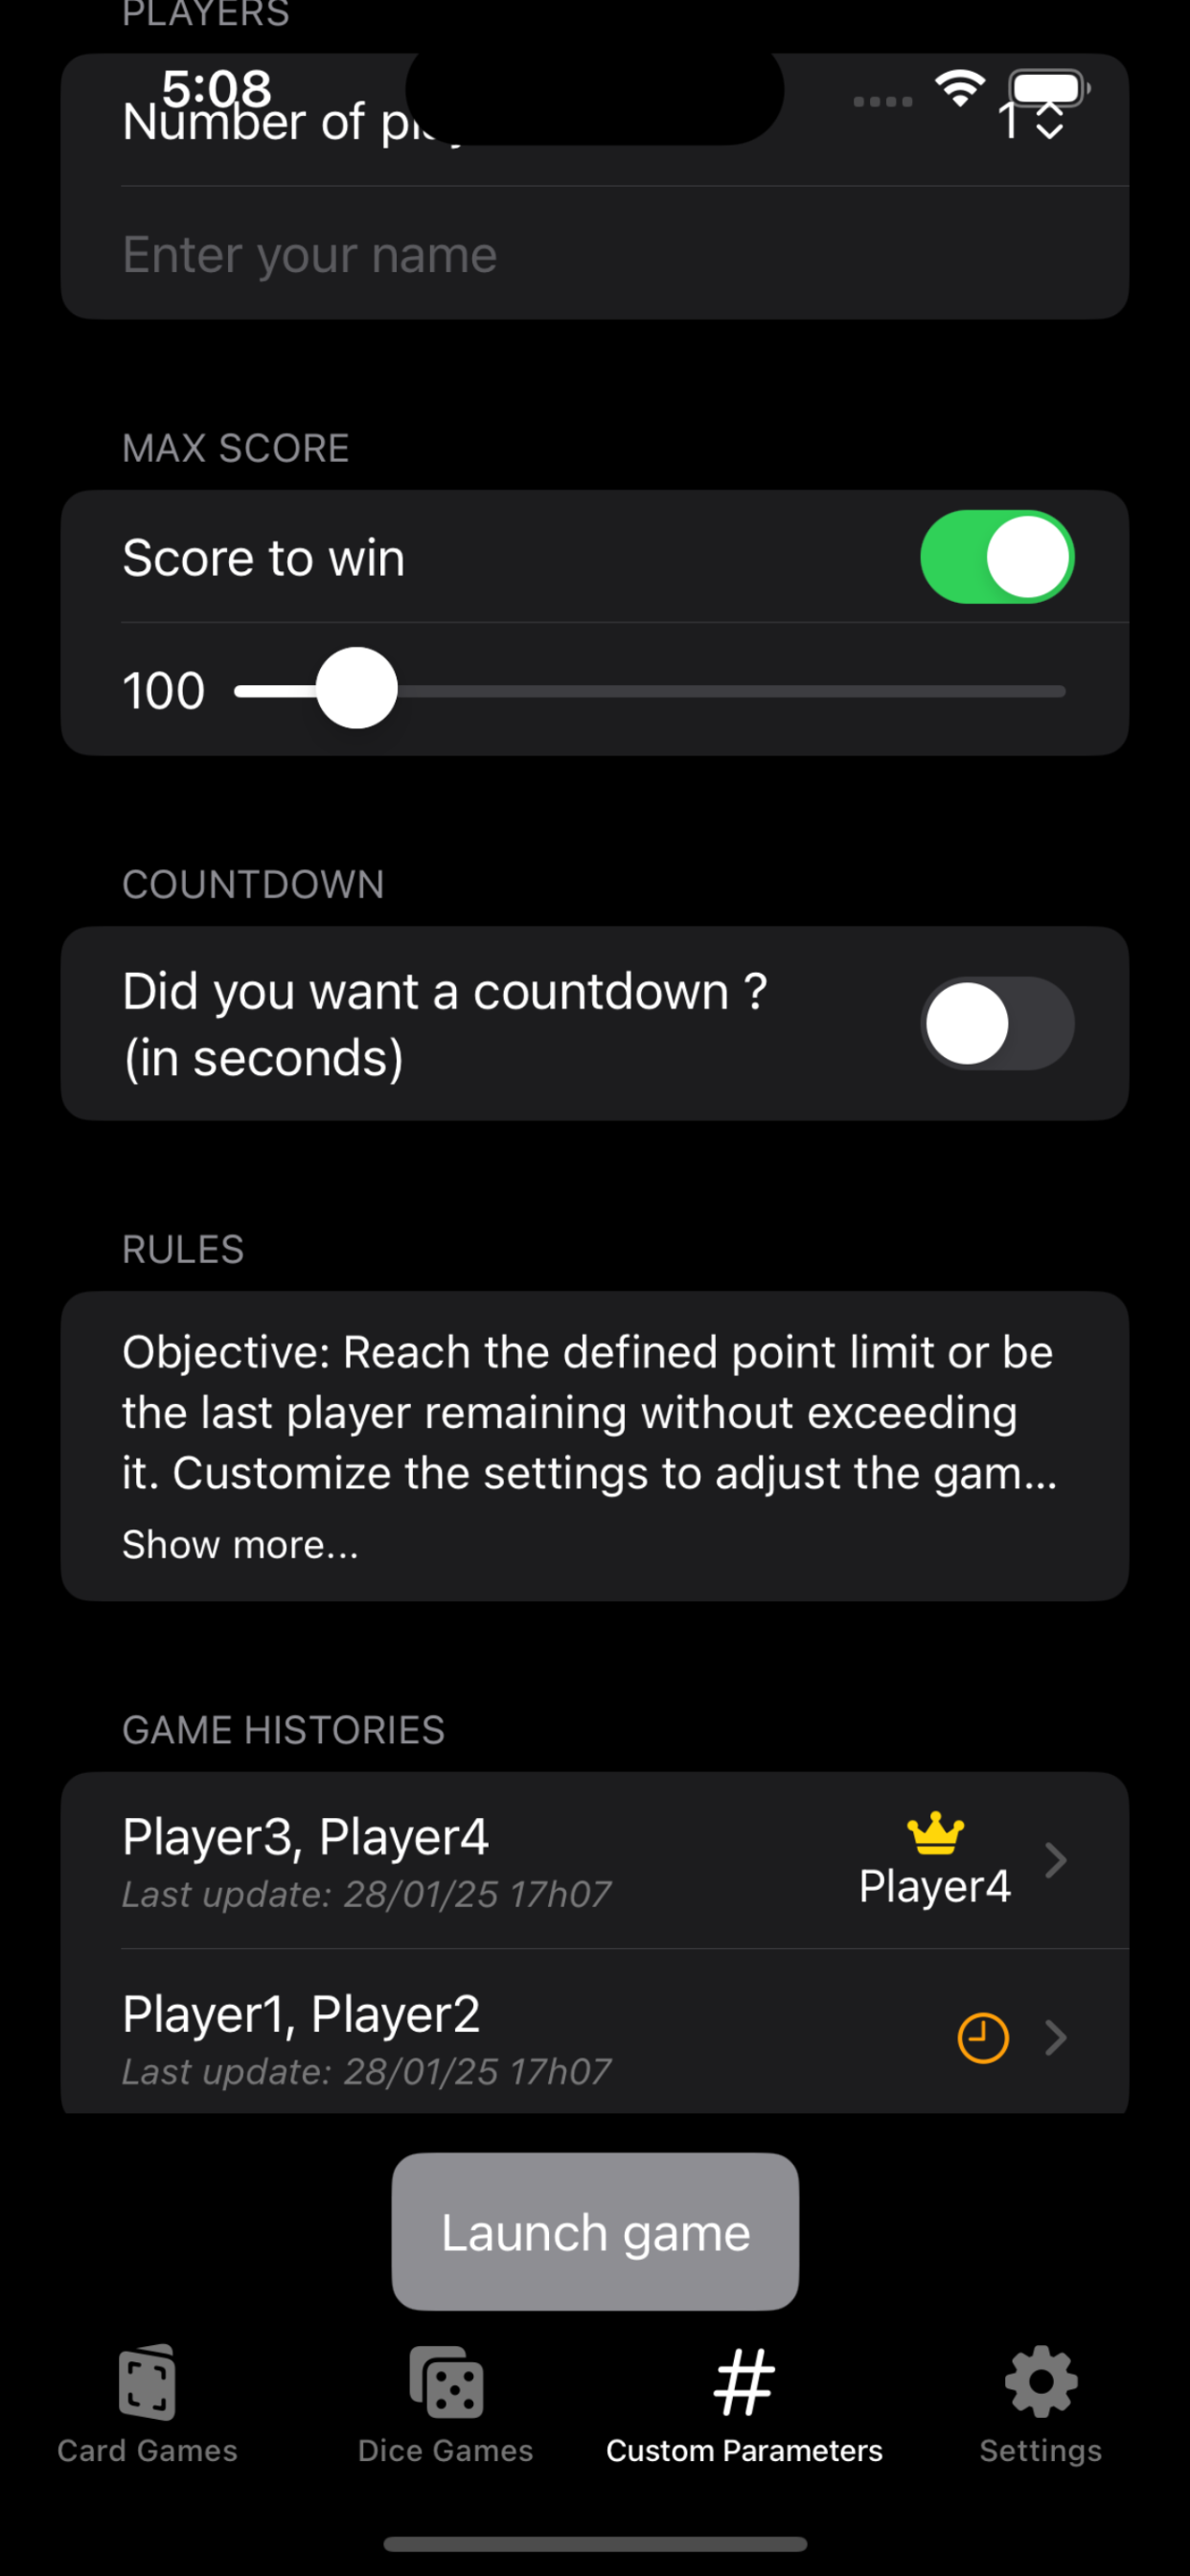 PLAYERS
5:08
Number of
1
Enter your name
MAX SCORE
Score to win
100
COUNTDOWN
Did you want a countdown ?
(in seconds)
RULES
Objective: Reach the defined point limit or be
the last player remaining without exceeding
it. Customize the settings to adjust the gam...
Show more...
GAME HISTORIES
Player3, Player4
Last update: 28/01/25 17h07
Player4
Player1, Player2
Last update: 28/01/25 17h07
Launch game
Card Games
Dice Games
Custom Parameters
Settings